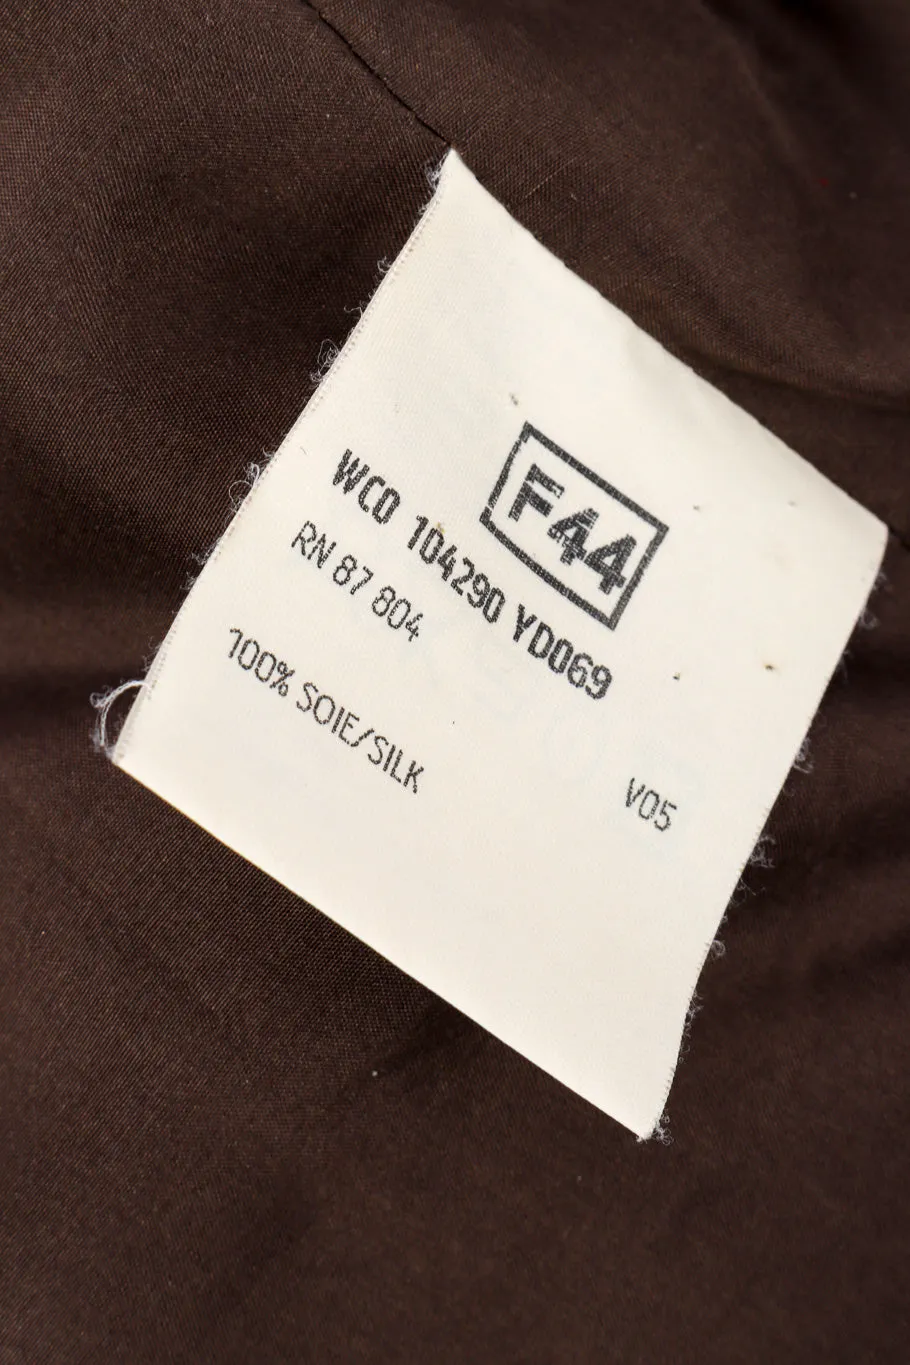 F44
WCO 104290 YD069
RN 87 804
100% SOIE/SILK
V05